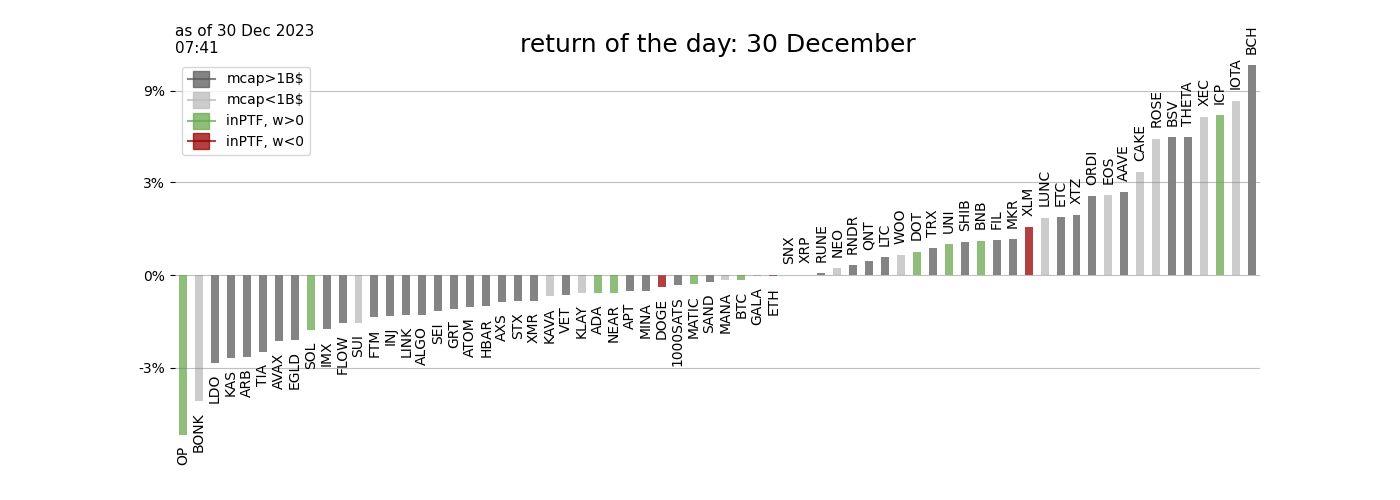 as of 30 Dec 2023
07:41
return of the day: 30 December
mcap>1B$
mcap<1B$
inPTF, w>0
inPTF, w<0
9%
3%
0%
-3%
OP
BONK
LDO
KAS
ARB
TIA
AVAX
EGLD
SOL
IMX
FLOW
SUI
FTM
INJ
LINK
ALGO
SEI
GRT
ATOM
HBAR
AXS
STX
XMR
KAVA
VET
KLAY
ADA
NEAR
APT
MINA
DOGE
1000SATS
MATIC
SAND
MANA
BTC
GALA
ETH
SNX
XRP
RUNE
NEO
RNDR
QNT
LTC
WOO
DOT
TRX
UNI
SHIB
BNB
FIL
MKR
XLM
LUNC
ETC
XTZ
ORDI
EOS
AAVE
CAKE
ROSE
BSV
THETA
XEC
ICP
IOTA
BCH